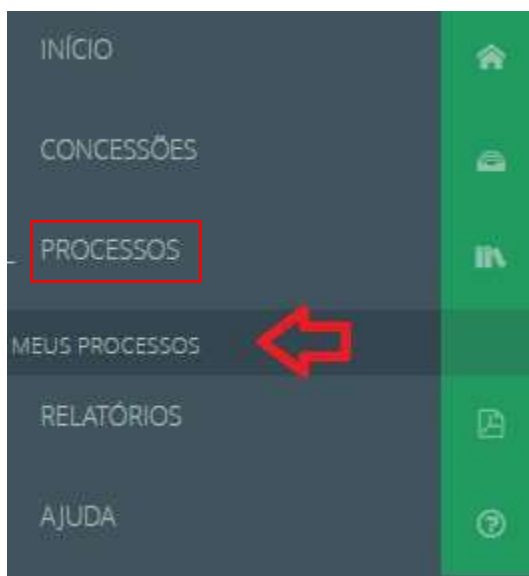 INÍCIO
CONCESSÕES
PROCESSOS
MEUS PROCESSOS
RELATÓRIOS
AJUDA